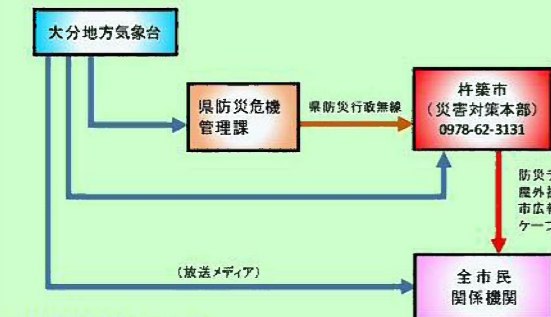 大分地方気象台
県防災危機
管理課
県防災行政無線
杵築市
(災害対策本部)
0978-62-3131
防災
屋外
市広
ケー
(放送メディア)
全市民
関係機関